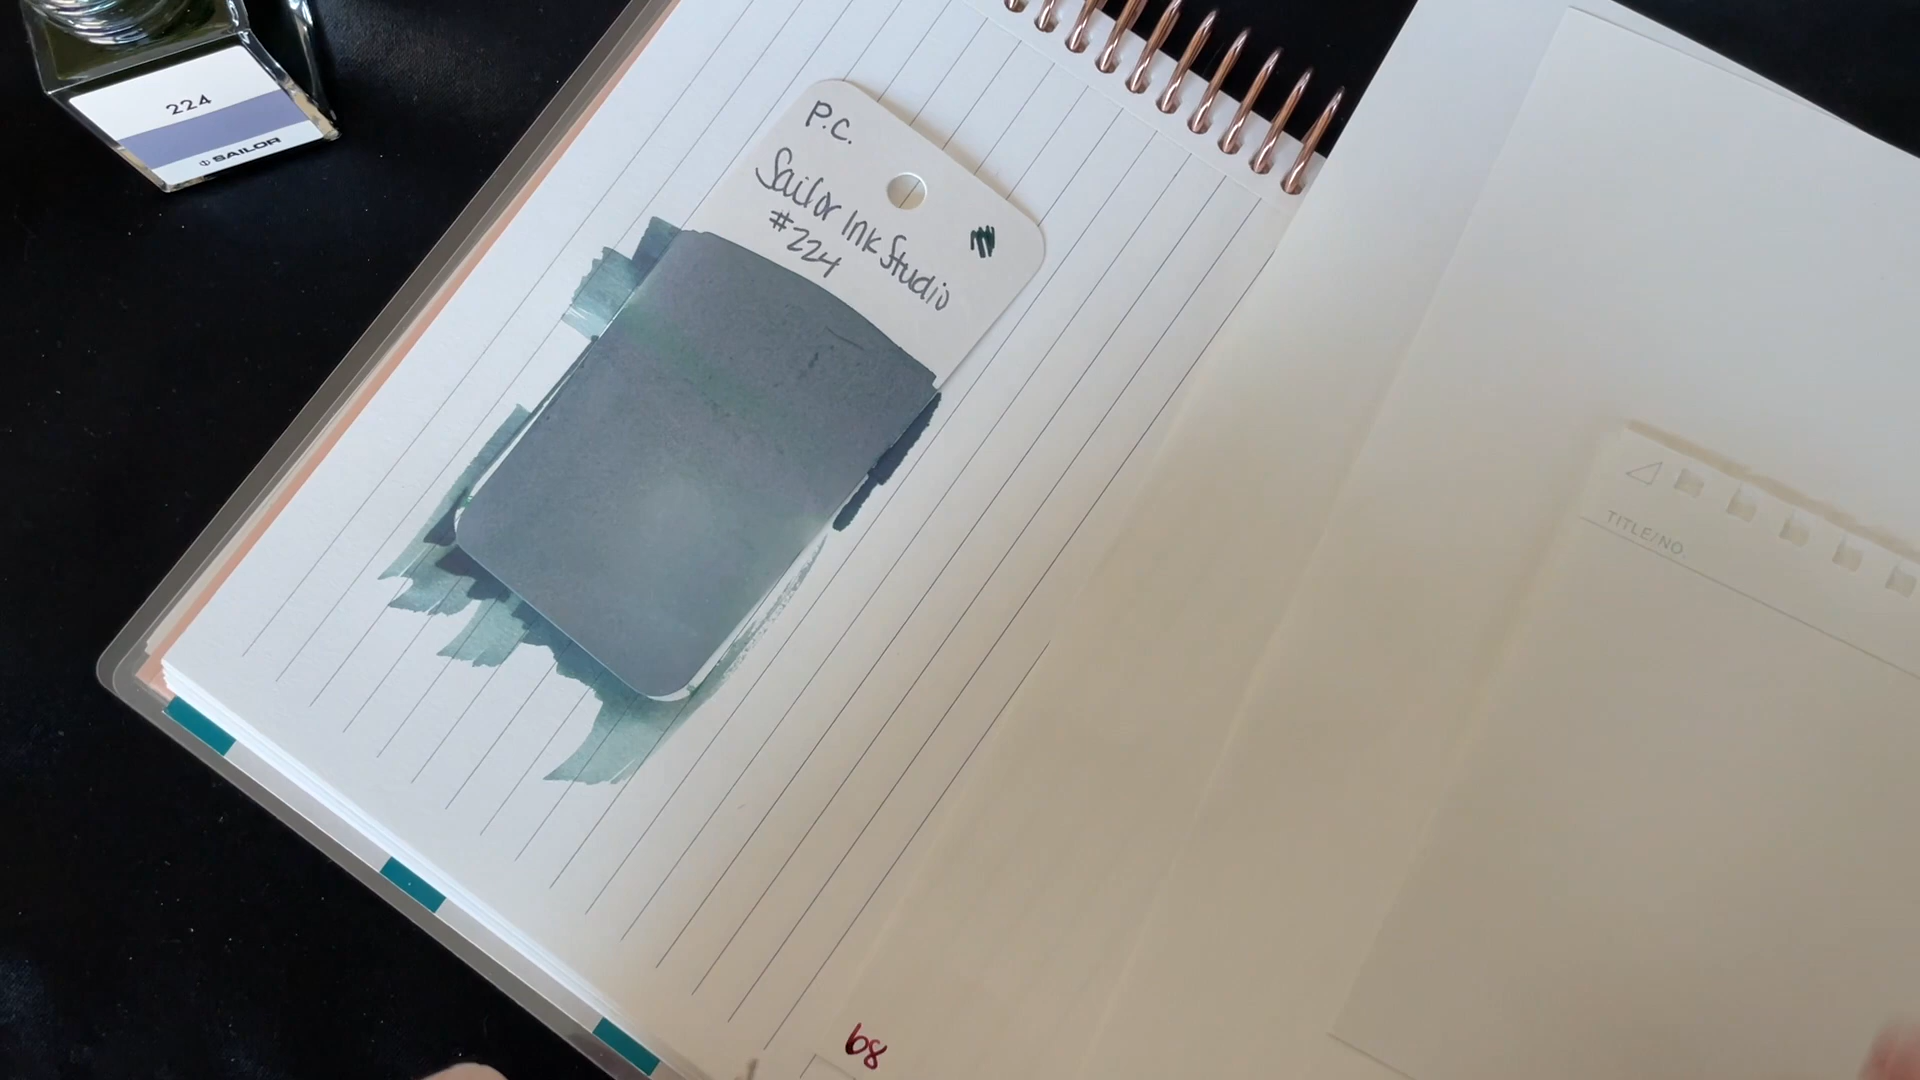 224
SAILOR
P.C.
Sailor Ink Studio
#224
TITLE/NO
68